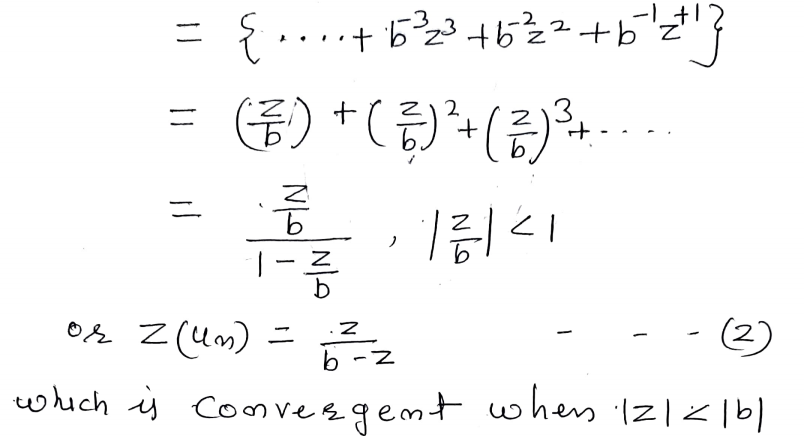 = {.....+ b⁻³z³ + b⁻²z² + b⁻¹z⁺¹}
= (z/b) + (z/b)² + (z/b)³ + .....
= (z/b)/(1 - z/b) , |z/b| < 1
or Z(un) = z/(b - z) - - - (2)
which is convergent when |z| < |b|